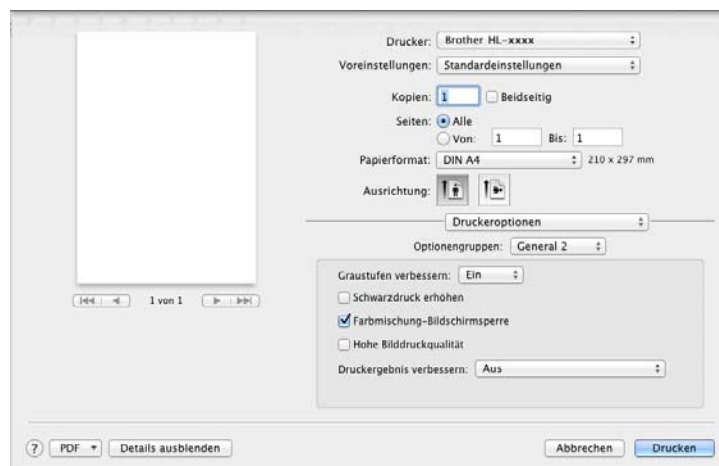 Drucker: Brother HL-xxxx
Voreinstellungen: Standardeinstellungen
Kopien: 1 Beidseitig
Seiten: Alle
Von: 1 Bis: 1
Papierformat: DIN A4 210 x 297 mm
Ausrichtung:
Druckeroptionen
Optionengruppen: General 2
Graustufen verbessern: Ein
Schwarzdruck erhöhen
Farbmischung-Bildschirmsperre
Hohe Bilddruckqualität
Druckergebnis verbessern: Aus
1 von 1
? PDF Details ausblenden Abbrechen Drucken